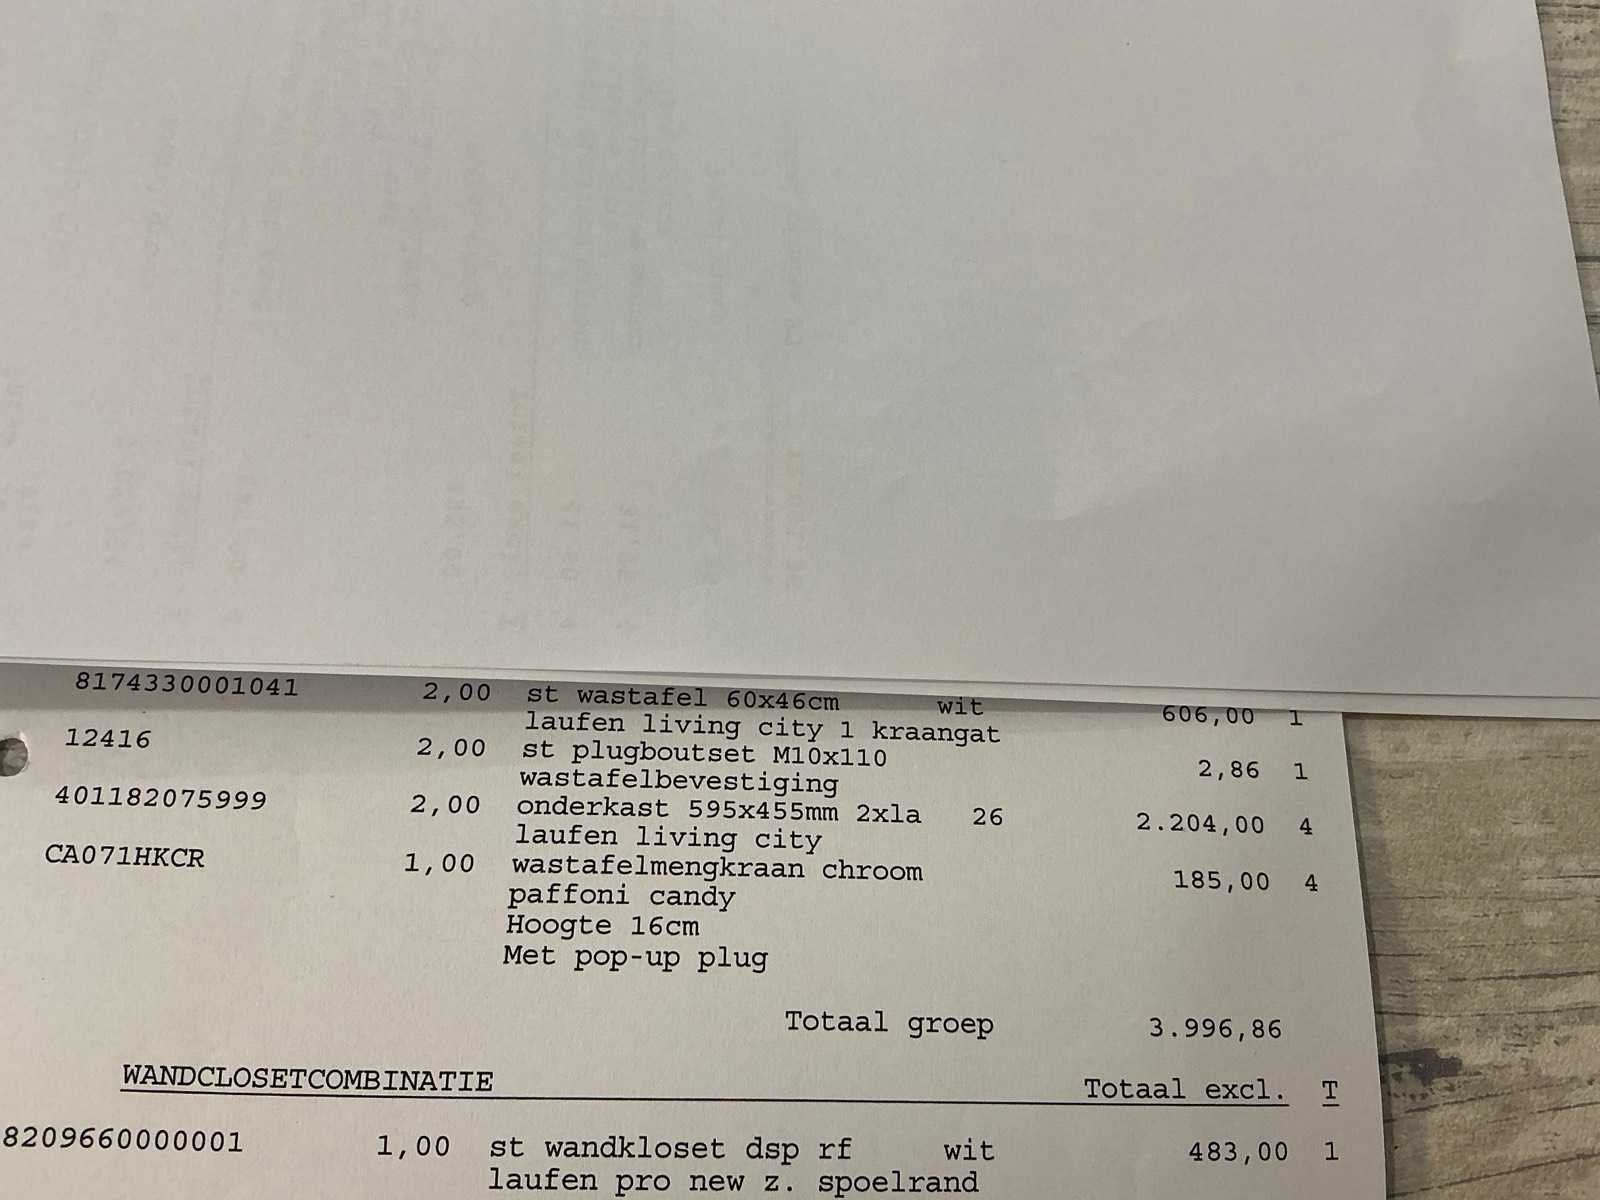 8174330001041 2,00 st wastafel 60x46cm wit 606,00 1
laufen living city 1 kraangat
12416 2,00 st plugboutset M10x110 2,86 1
wastafelbevestiging
401182075999 2,00 onderkast 595x455mm 2xla 26 2.204,00 4
laufen living city
CA071HKCR 1,00 wastafelmengkraan chroom 185,00 4
paffoni candy
Hoogte 16cm
Met pop-up plug
Totaal groep 3.996,86
WANDCLOSETCOMBINATIE Totaal excl. T
8209660000001 1,00 st wandkloset dsp rf wit 483,00 1
laufen pro new z. spoelrand